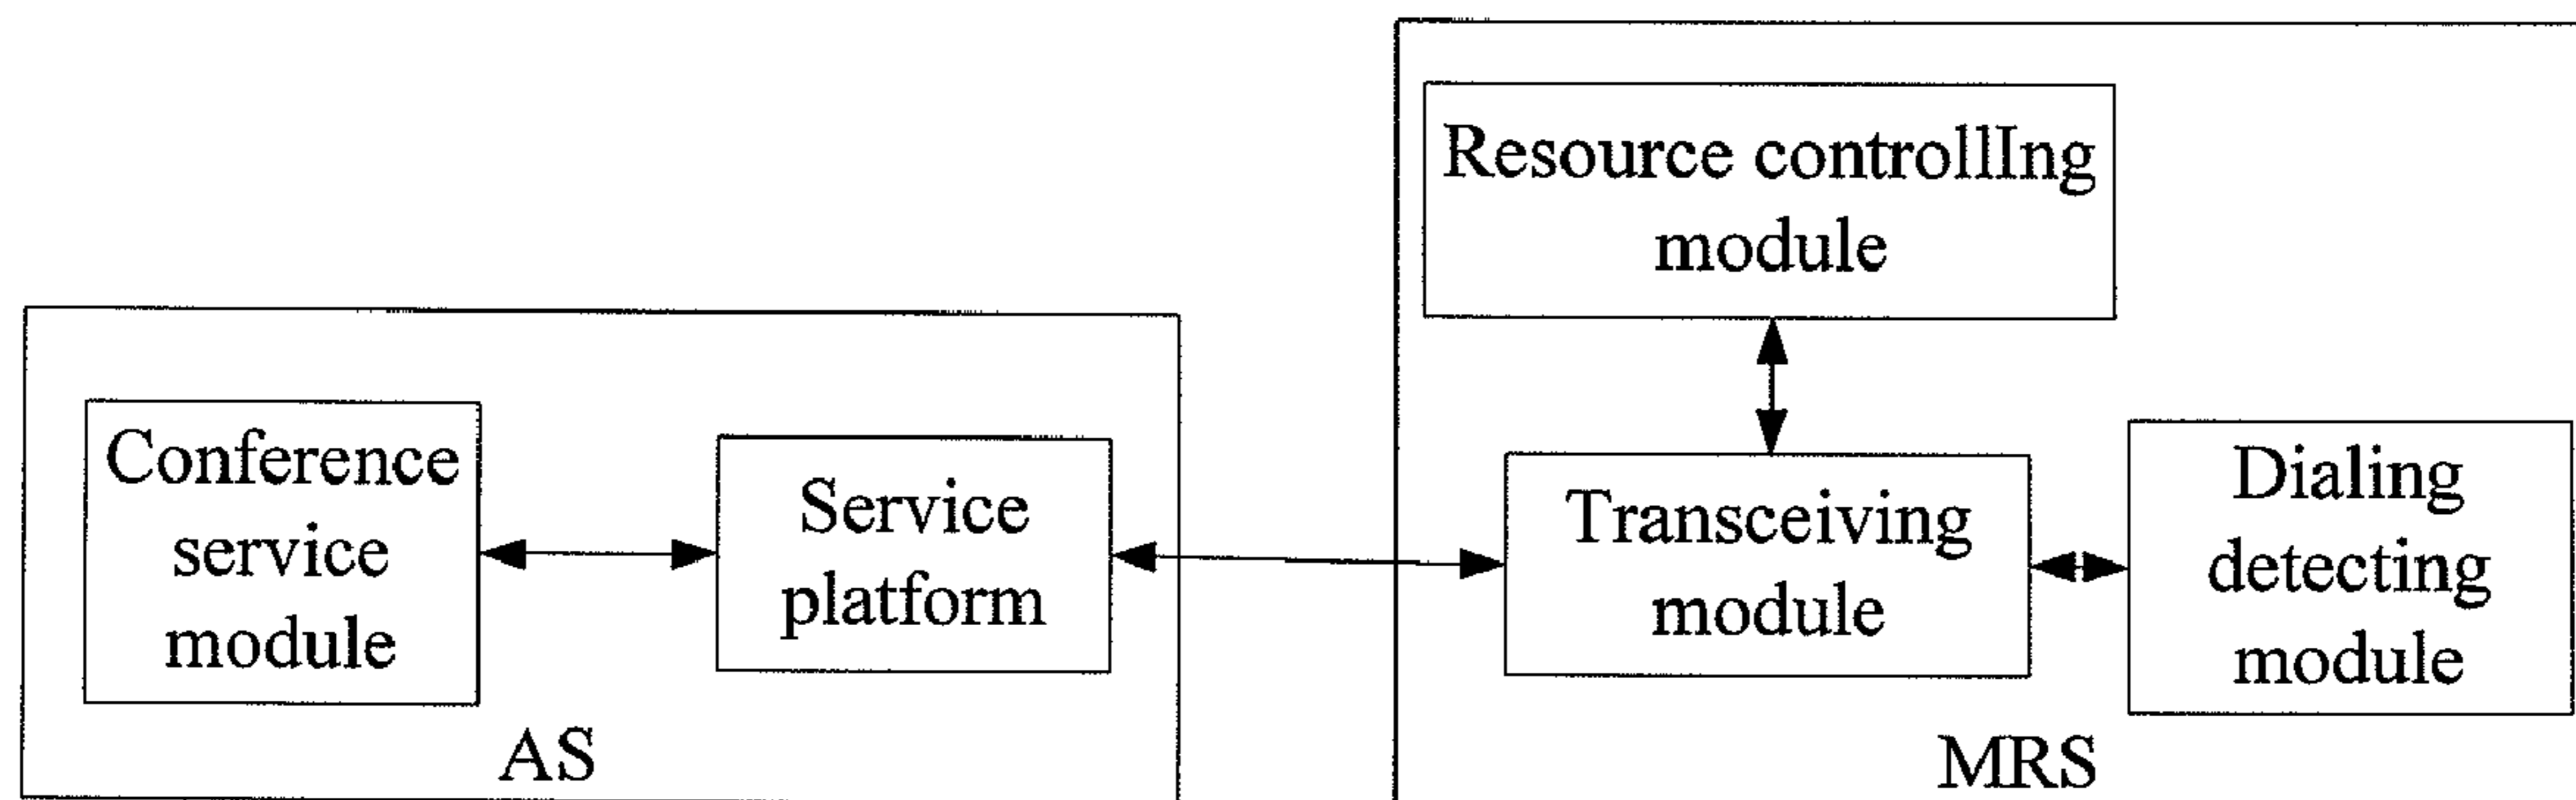 Resource controllIng
module
Conference
service
module
Service
platform
Transceiving
module
Dialing
detecting
module
AS
MRS